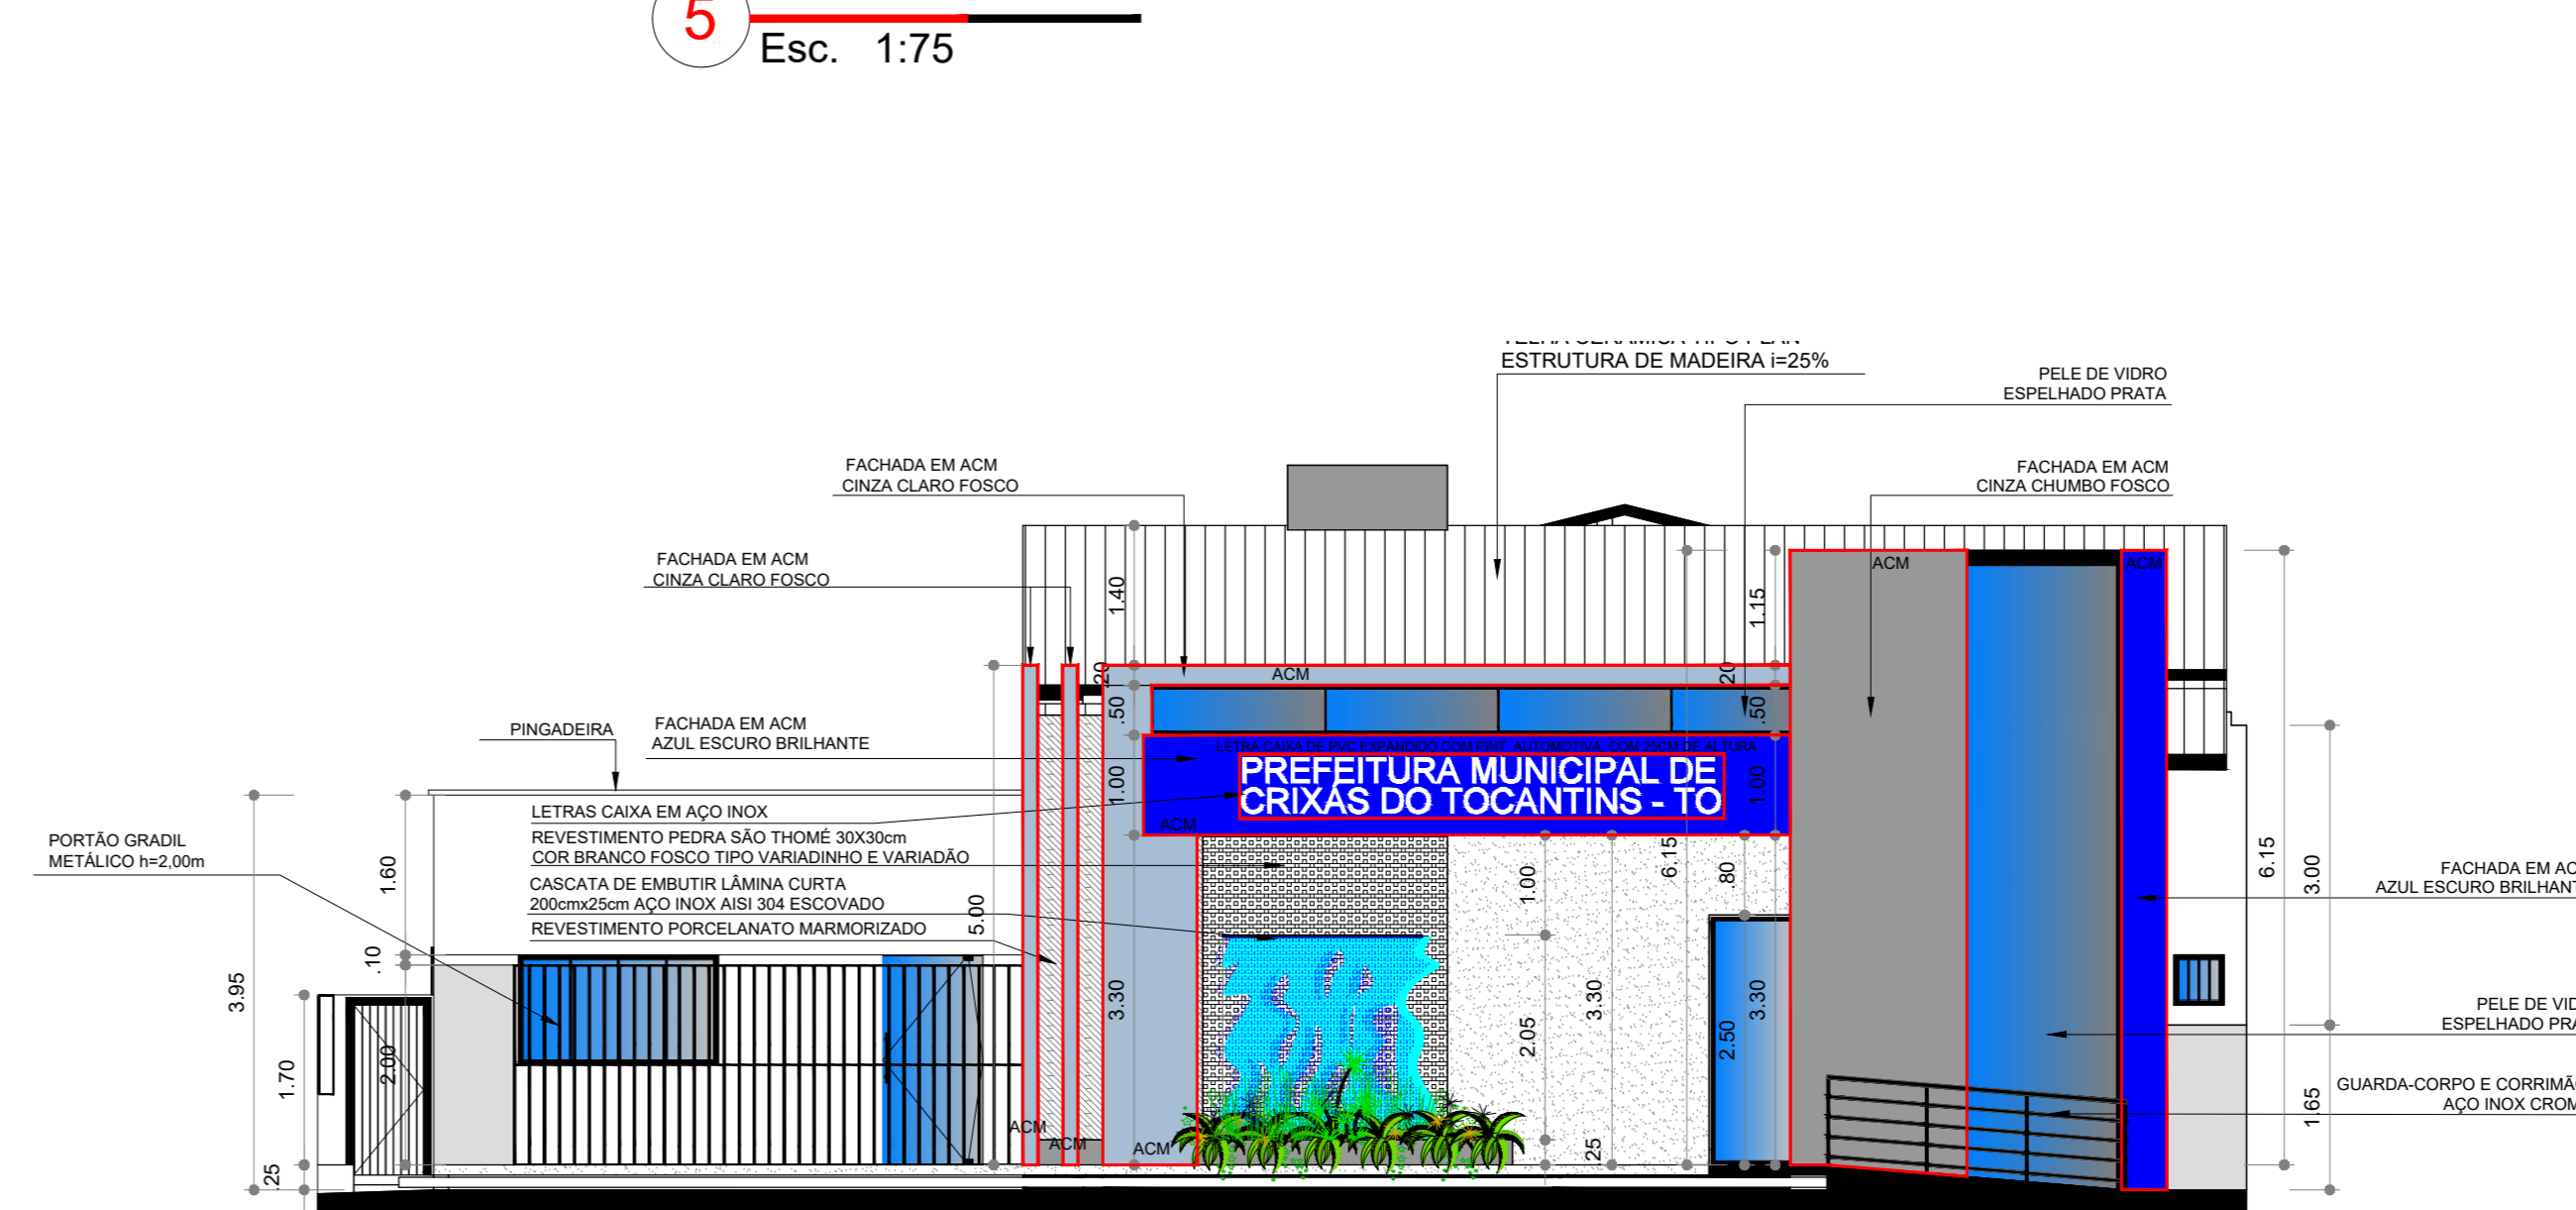 5
Esc. 1:75
ESTRUTURA DE MADEIRA i=25%
PELE DE VIDRO
ESPELHADO PRATA
FACHADA EM ACM
CINZA CLARO FOSCO
FACHADA EM ACM
CINZA CHUMBO FOSCO
FACHADA EM ACM
CINZA CLARO FOSCO
ACM
ACM
1.40
1.15
.20
.20
ACM
.50
.50
PINGADEIRA
FACHADA EM ACM
AZUL ESCURO BRILHANTE
LETRA CAIXA DE PVC EXPANDIDO COM PINT. AUTOMOTIVA, COM 25CM DE ALTURA
PREFEITURA MUNICIPAL DE
CRIXÁS DO TOCANTINS - TO
1.00
1.00
ACM
LETRAS CAIXA EM AÇO INOX
REVESTIMENTO PEDRA SÃO THOMÉ 30X30cm
COR BRANCO FOSCO TIPO VARIADINHO E VARIADÃO
CASCATA DE EMBUTIR LÂMINA CURTA
200cmx25cm AÇO INOX AISI 304 ESCOVADO
REVESTIMENTO PORCELANATO MARMORIZADO
PORTÃO GRADIL
METÁLICO h=2,00m
1.60
.10
3.95
2.00
1.70
.25
5.00
3.30
1.00
2.05
3.30
.25
6.15
.80
2.50
3.30
6.15
3.00
1.65
FACHADA EM
AZUL ESCURO
PELE DE
ESPELHADO
GUARDA-CORPO E
AÇO INOX
ACM
ACM
ACM